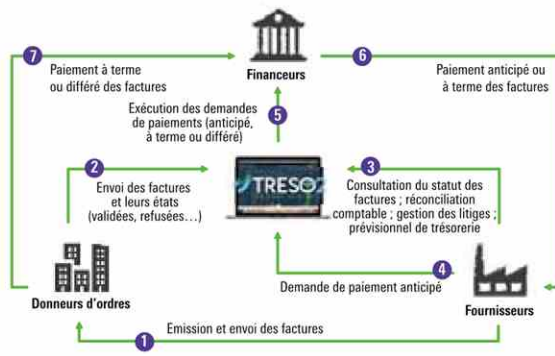 7
6
Paiement à terme
ou différé des factures
Financeurs
Paiement anticipé ou
à terme des factures
Exécution des demandes
de paiements (anticipé,
à terme ou différé)
5
2
3
Envoi des factures
et leurs états
(validées, refusées…)
TRESO2
Consultation du statut des
factures ; réconciliation
comptable ; gestion des litiges ;
prévisionnel de trésorerie
4
Demande de paiement anticipé
Donneurs d'ordres
Fournisseurs
1
Emission et envoi des factures